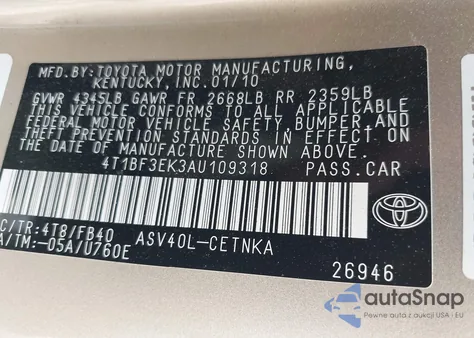 MFD.BY:TOYOTA MOTOR MANUFACTURING,
KENTUCKY, INC.01/10
GVWR 4345LB GAWR FR 2668LB RR 2359LB
THIS VEHICLE CONFORMS TO ALL APPLICABLE
FEDERAL MOTOR VEHICLE SAFETY, BUMPER, AND
THEFT PREVENTION STANDARDS IN EFFECT ON
THE DATE OF MANUFACTURE SHOWN ABOVE.
4T1BF3EK3AU109318 PASS.CAR
C/TR:4T8/FB40 ASV40L-CETNKA
A/TM:-05A/U760E
TOYOTA
26946
autoSnap
Pewne auta z aukcji USA i EU